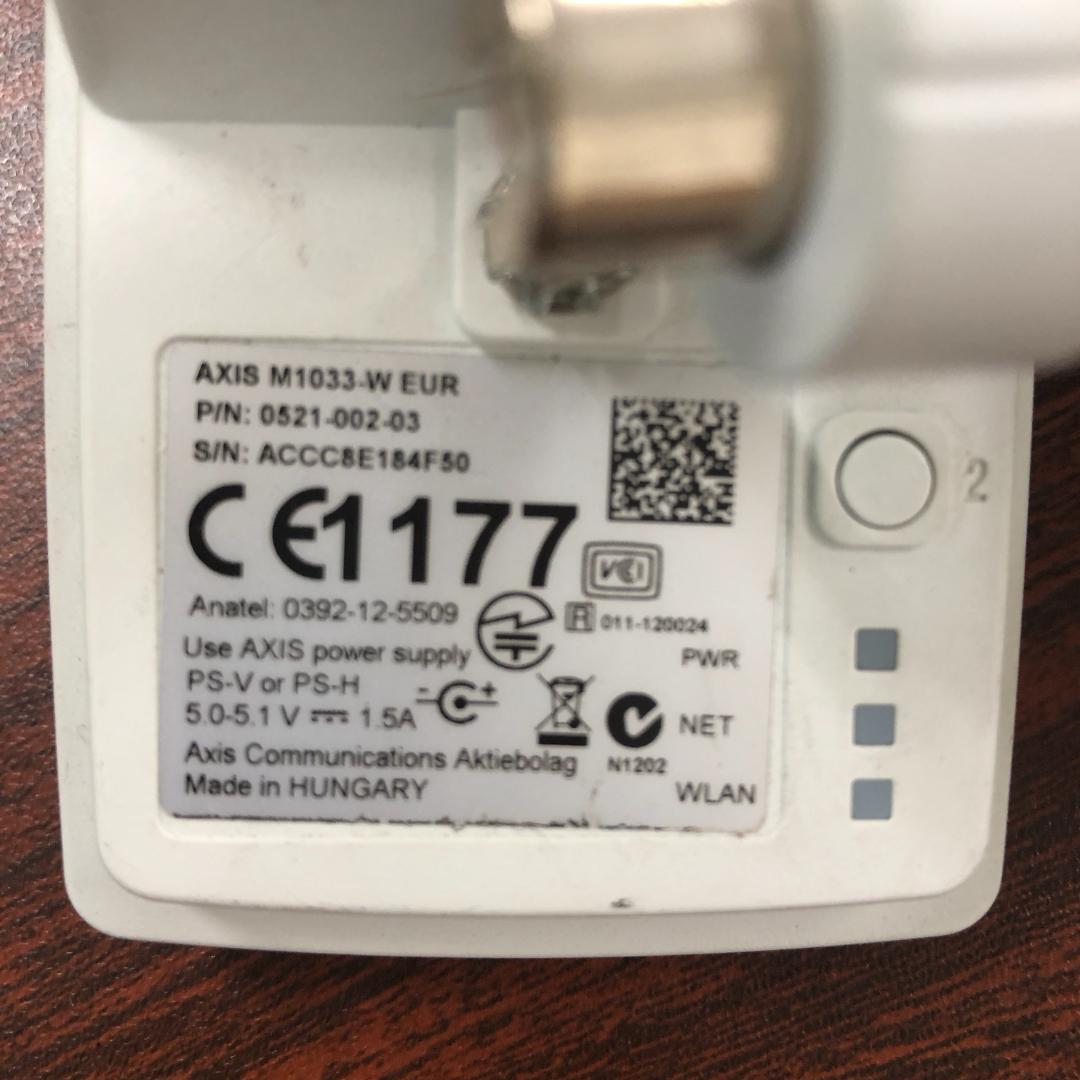 AXIS M1033-W EUR
P/N: 0521-002-03
S/N: ACCC8E184F50
CE1177
VCI
Anatel: 0392-12-5509
R 011-120024
Use AXIS power supply
PS-V or PS-H
5.0-5.1 V ⎓ 1.5A
- +
Axis Communications Aktiebolag
N1202
Made in HUNGARY
2
PWR
NET
WLAN